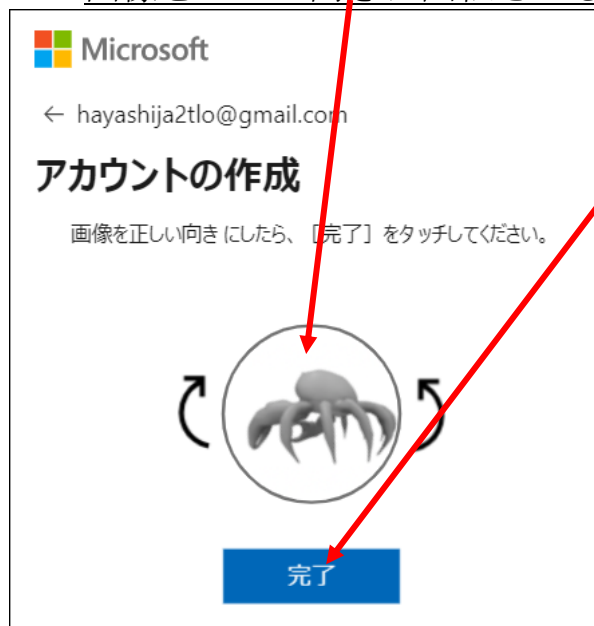 Microsoft
← hayashija2tlo@gmail.com
アカウントの作成
画像を正しい向きにしたら、［完了］をタッチしてください。
完了